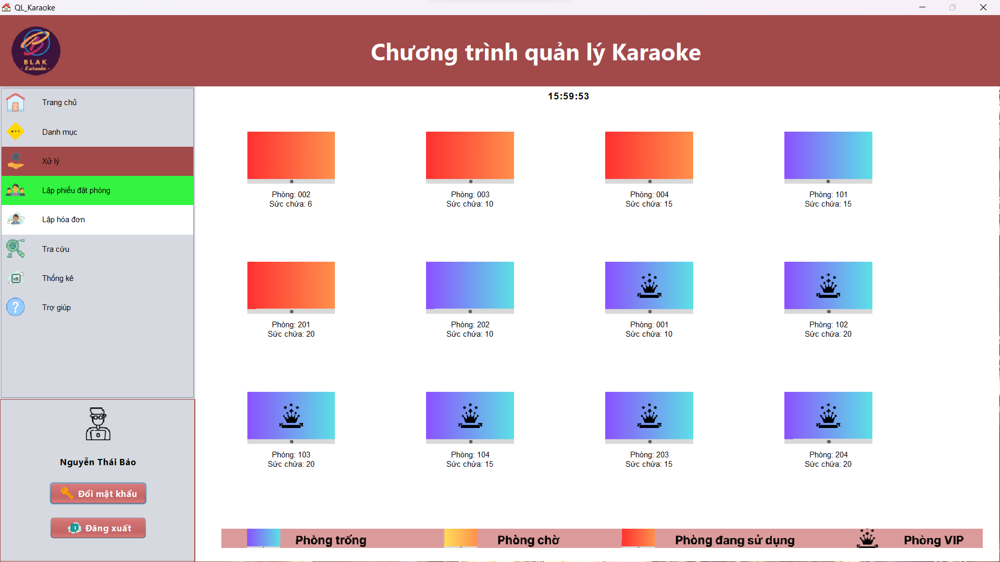 QL_Karaoke
BLAK
- Karaoke -
Chương trình quản lý Karaoke
Trang chủ
Danh mục
Xử lý
Lập phiếu đặt phòng
Lập hóa đơn
Tra cứu
Thống kê
?
Trợ giúp
Nguyễn Thái Bảo
Đổi mật khẩu
Đăng xuất
15:59:53
Phòng: 002
Sức chứa: 6
Phòng: 003
Sức chứa: 10
Phòng: 004
Sức chứa: 15
Phòng: 101
Sức chứa: 15
Phòng: 201
Sức chứa: 20
Phòng: 202
Sức chứa: 10
Phòng: 001
Sức chứa: 10
Phòng: 102
Sức chứa: 20
Phòng: 103
Sức chứa: 20
Phòng: 104
Sức chứa: 15
Phòng: 203
Sức chứa: 15
Phòng: 204
Sức chứa: 20
Phòng trống
Phòng chờ
Phòng đang sử dụng
Phòng VIP